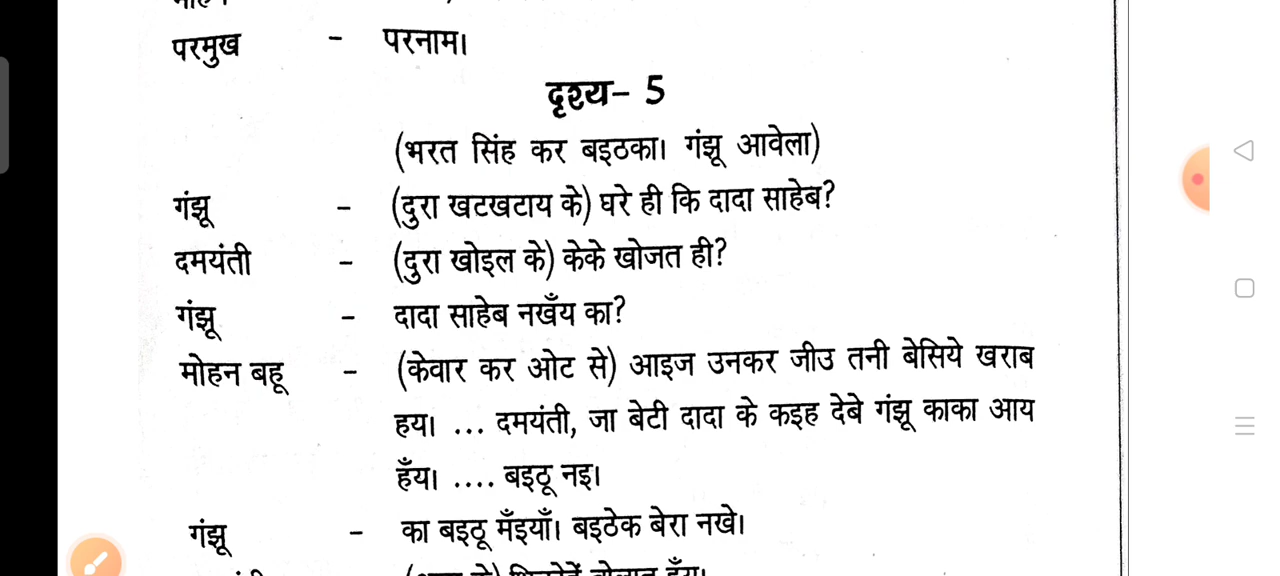 परमुख – परनाम।
दृश्य– 5
(भरत सिंह कर बइठका। गंझू आवेला)
गंझू – (दुरा खटखटाय के) घरे ही कि दादा साहेब?
दमयंती – (दुरा खोइल के) केके खोजत ही?
गंझू – दादा साहेब नखँय का?
मोहन बहू – (केवार कर ओट से) आइज उनकर जीउ तनी बेसिये खराब
हय। ... दमयंती, जा बेटी दादा के कइह देबे गंझू काका आय
हँय। .... बइठू नइ।
गंझू – का बइठू मँइयाँ। बइठेक बेरा नखे।